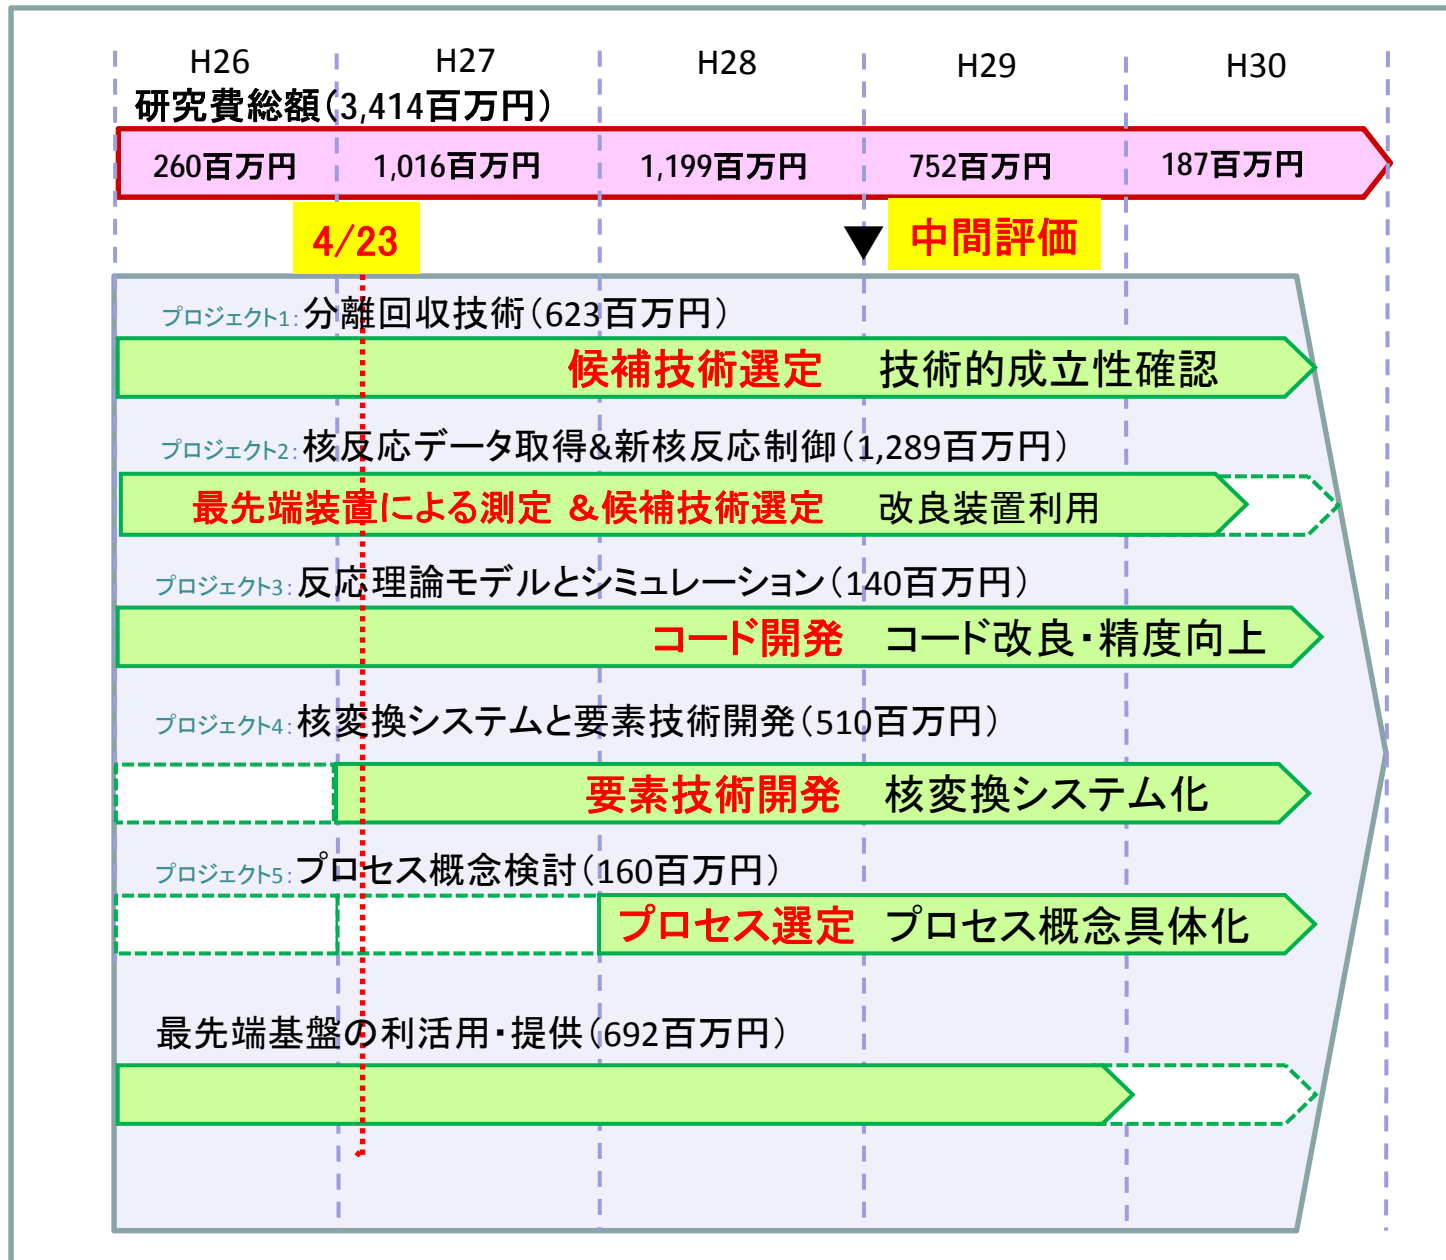 H26 H27 H28 H29 H30
研究費総額(3,414百万円)
260百万円 1,016百万円 1,199百万円 752百万円 187百万円
4/23 ▼ 中間評価
プロジェクト1: 分離回収技術(623百万円)
候補技術選定 技術的成立性確認
プロジェクト2: 核反応データ取得&新核反応制御(1,289百万円)
最先端装置による測定 &候補技術選定 改良装置利用
プロジェクト3: 反応理論モデルとシミュレーション(140百万円)
コード開発 コード改良・精度向上
プロジェクト4: 核変換システムと要素技術開発(510百万円)
要素技術開発 核変換システム化
プロジェクト5: プロセス概念検討(160百万円)
プロセス選定 プロセス概念具体化
最先端基盤の利活用・提供(692百万円)